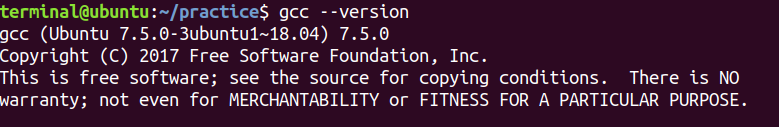 terminal@ubuntu:~/practice$ gcc --version
gcc (Ubuntu 7.5.0-3ubuntu1~18.04) 7.5.0
Copyright (C) 2017 Free Software Foundation, Inc.
This is free software; see the source for copying conditions.  There is NO
warranty; not even for MERCHANTABILITY or FITNESS FOR A PARTICULAR PURPOSE.